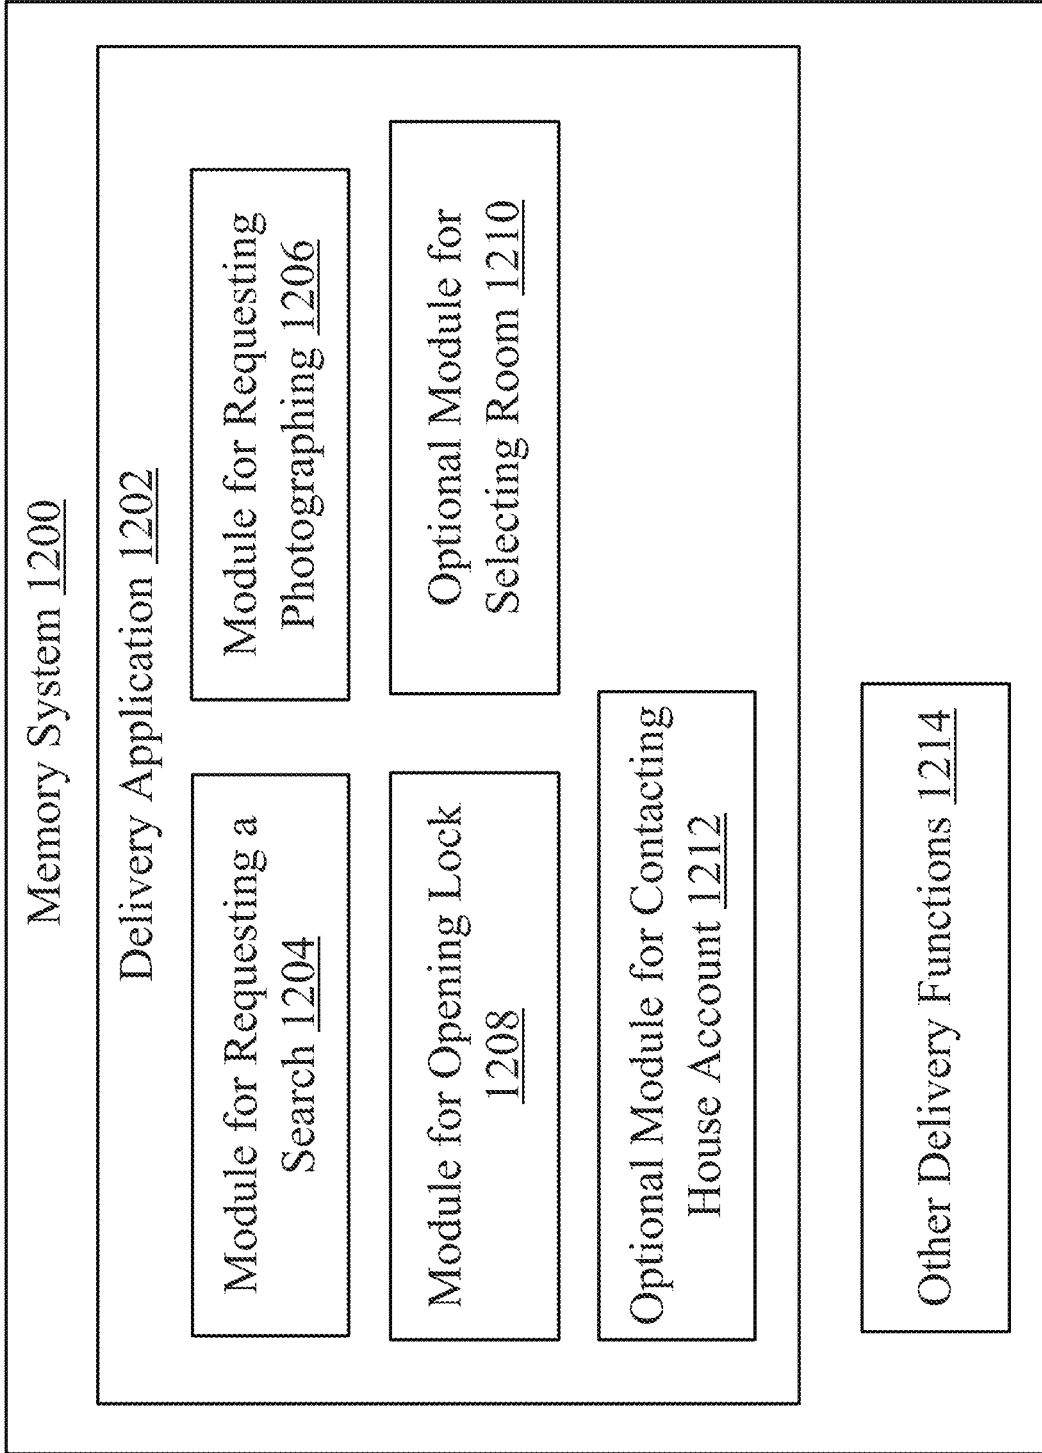 Memory System 1200
Delivery Application 1202
Module for Requesting a
Search 1204
Module for Requesting
Photographing 1206
Module for Opening Lock
1208
Optional Module for
Selecting Room 1210
Optional Module for Contacting
House Account 1212
Other Delivery Functions 1214